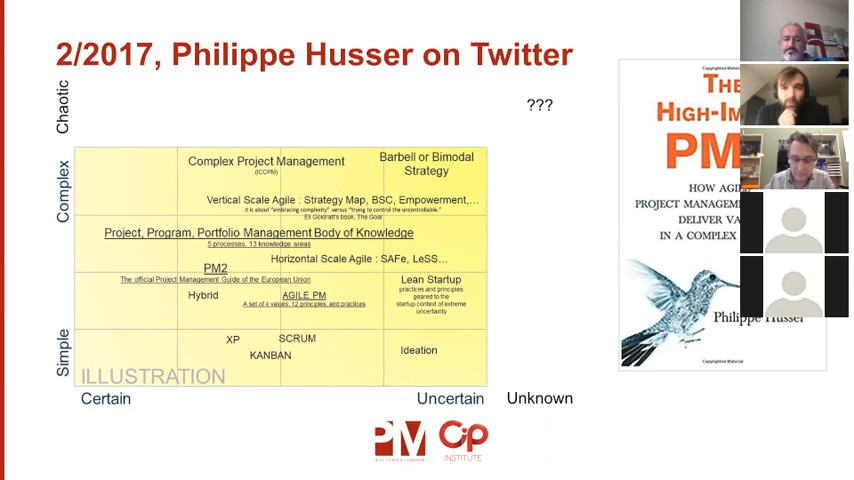 2/2017, Philippe Husser on Twitter
Chaotic
???
Complex
Complex Project Management
(ICCPM)
Barbell or Bimodal
Strategy
Vertical Scale Agile : Strategy Map, BSC, Empowerment,...
it is about "embracing complexity" versus "trying to control the uncontrollable."
Eli Goldratt's book, The Goal
Project, Program, Portfolio Management Body of Knowledge
5 processes, 13 knowledge areas
Horizontal Scale Agile : SAFe, LeSS...
PM2
The official Project Management Guide of the European Union
Hybrid
AGILE PM
A set of 4 values, 12 principles, and practices
Lean Startup
practices and principles
geared to the
startup context of extreme
uncertainty
Simple
XP
SCRUM
KANBAN
Ideation
ILLUSTRATION
Certain
Uncertain
Unknown
Copyrighted Material
THE
HIGH-IM
PM
HOW AGIL
PROJECT MANAGEME
DELIVER VA
IN A COMPLEX
Philippe Husser
Copyrighted Material
PM
CiP
INSTITUTE